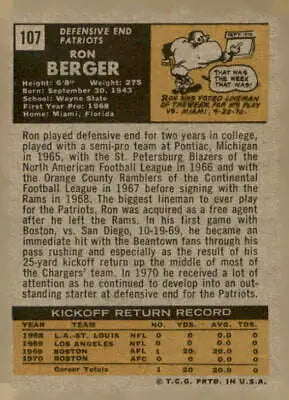 107
DEFENSIVE END
PATRIOTS
RON
BERGER
Height: 6'8" Weight: 275
Born: September 30, 1943
School: Wayne State
First Year Pro: 1968
Home: Miami, Florida
THAT WAS
THE WEEK
THAT WAS!
RON WAS VOTED LINEMAN
OF THE WEEK FOR HIS PLAY
VS. MIAMI, 9-20-70.
Ron played defensive end for two years in college,
played with a semi-pro team at Pontiac, Michigan
in 1965, with the St. Petersburg Blazers of the
North American Football League in 1966 and with
the Orange County Ramblers of the Continental
Football League in 1967 before signing with the
Rams in 1968. The biggest lineman to ever play
for the Patriots, Ron was acquired as a free agent
after he left the Rams. In his first game with
Boston, vs. San Diego, 10-19-69, he became an
immediate hit with the Beantown fans through his
pass rushing and especially as the result of his
25-yard kickoff return up the middle of most
of the Chargers' team. In 1970 he received a lot
of attention as he continued to develop into an out-
standing starter at defensive end for the Patriots.
KICKOFF RETURN RECORD
YEAR TEAM NO. YDS. AVG. TD
1968 L.A.-ST. LOUIS NFL 0 0 0.0 0
1969 LOS ANGELES NFL 0 0 0.0 0
1969 BOSTON AFL 1 20 20.0 0
1970 BOSTON AFC 0 0 0.0 0
Career Totals 1 20 20.0 0
© T.C.G. PRTD. IN U.S.A.